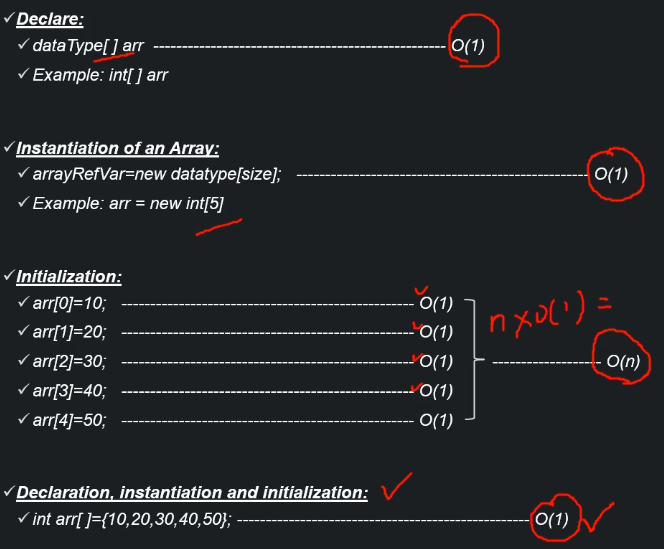 ✓Declare:
✓dataType[ ] arr ------------------------------------------------- O(1)
✓Example: int[ ] arr
✓Instantiation of an Array:
✓arrayRefVar=new datatype[size]; ------------------------------------------------- O(1)
✓Example: arr = new int[5]
✓Initialization:
✓arr[0]=10; ------------------------------------------------- O(1)
✓arr[1]=20; ------------------------------------------------- O(1)
n×O(1) =
✓arr[2]=30; ------------------------------------------------- O(1) ------------------ O(n)
✓arr[3]=40; ------------------------------------------------- O(1)
✓arr[4]=50; ------------------------------------------------- O(1)
✓Declaration, instantiation and initialization: ✓
✓int arr[ ]={10,20,30,40,50}; ------------------------------------------------- O(1) ✓